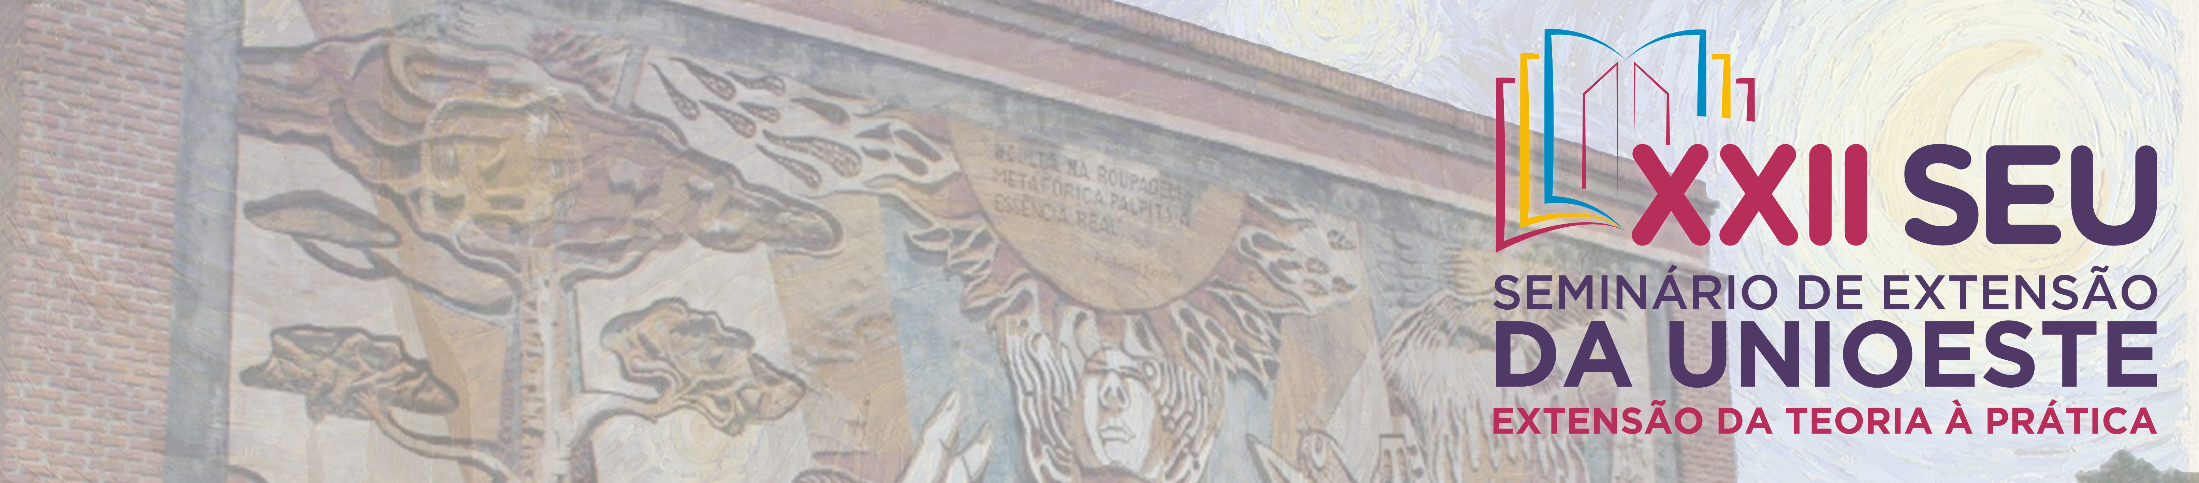 OCULTA NA ROUPAGEM
METAFÓRICA PALPITA A
ESSÊNCIA REAL
XXII SEU
SEMINÁRIO DE EXTENSÃO
DA UNIOESTE
EXTENSÃO DA TEORIA À PRÁTICA